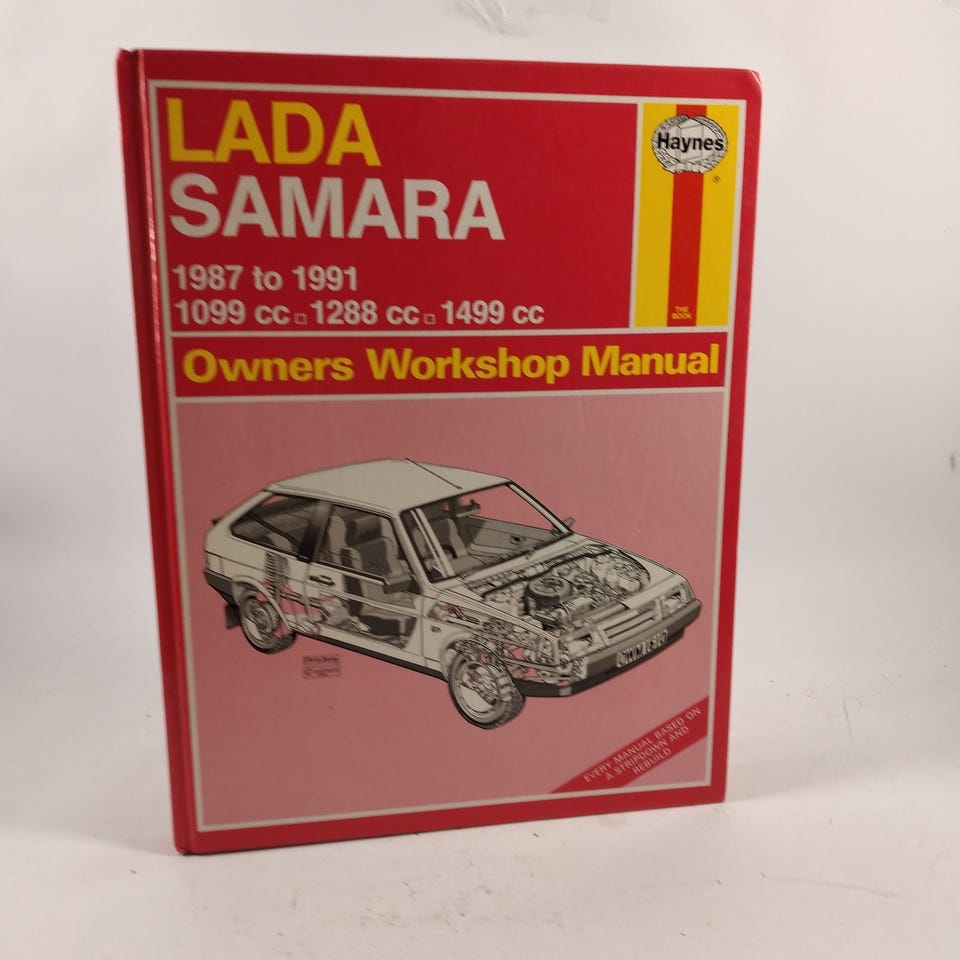 LADA
SAMARA
1987 to 1991
1099 cc □ 1288 cc □ 1499 cc
Haynes
®
THE
BOOK
Owners Workshop Manual
EVERY MANUAL BASED ON
A STRIPDOWN AND
REBUILD